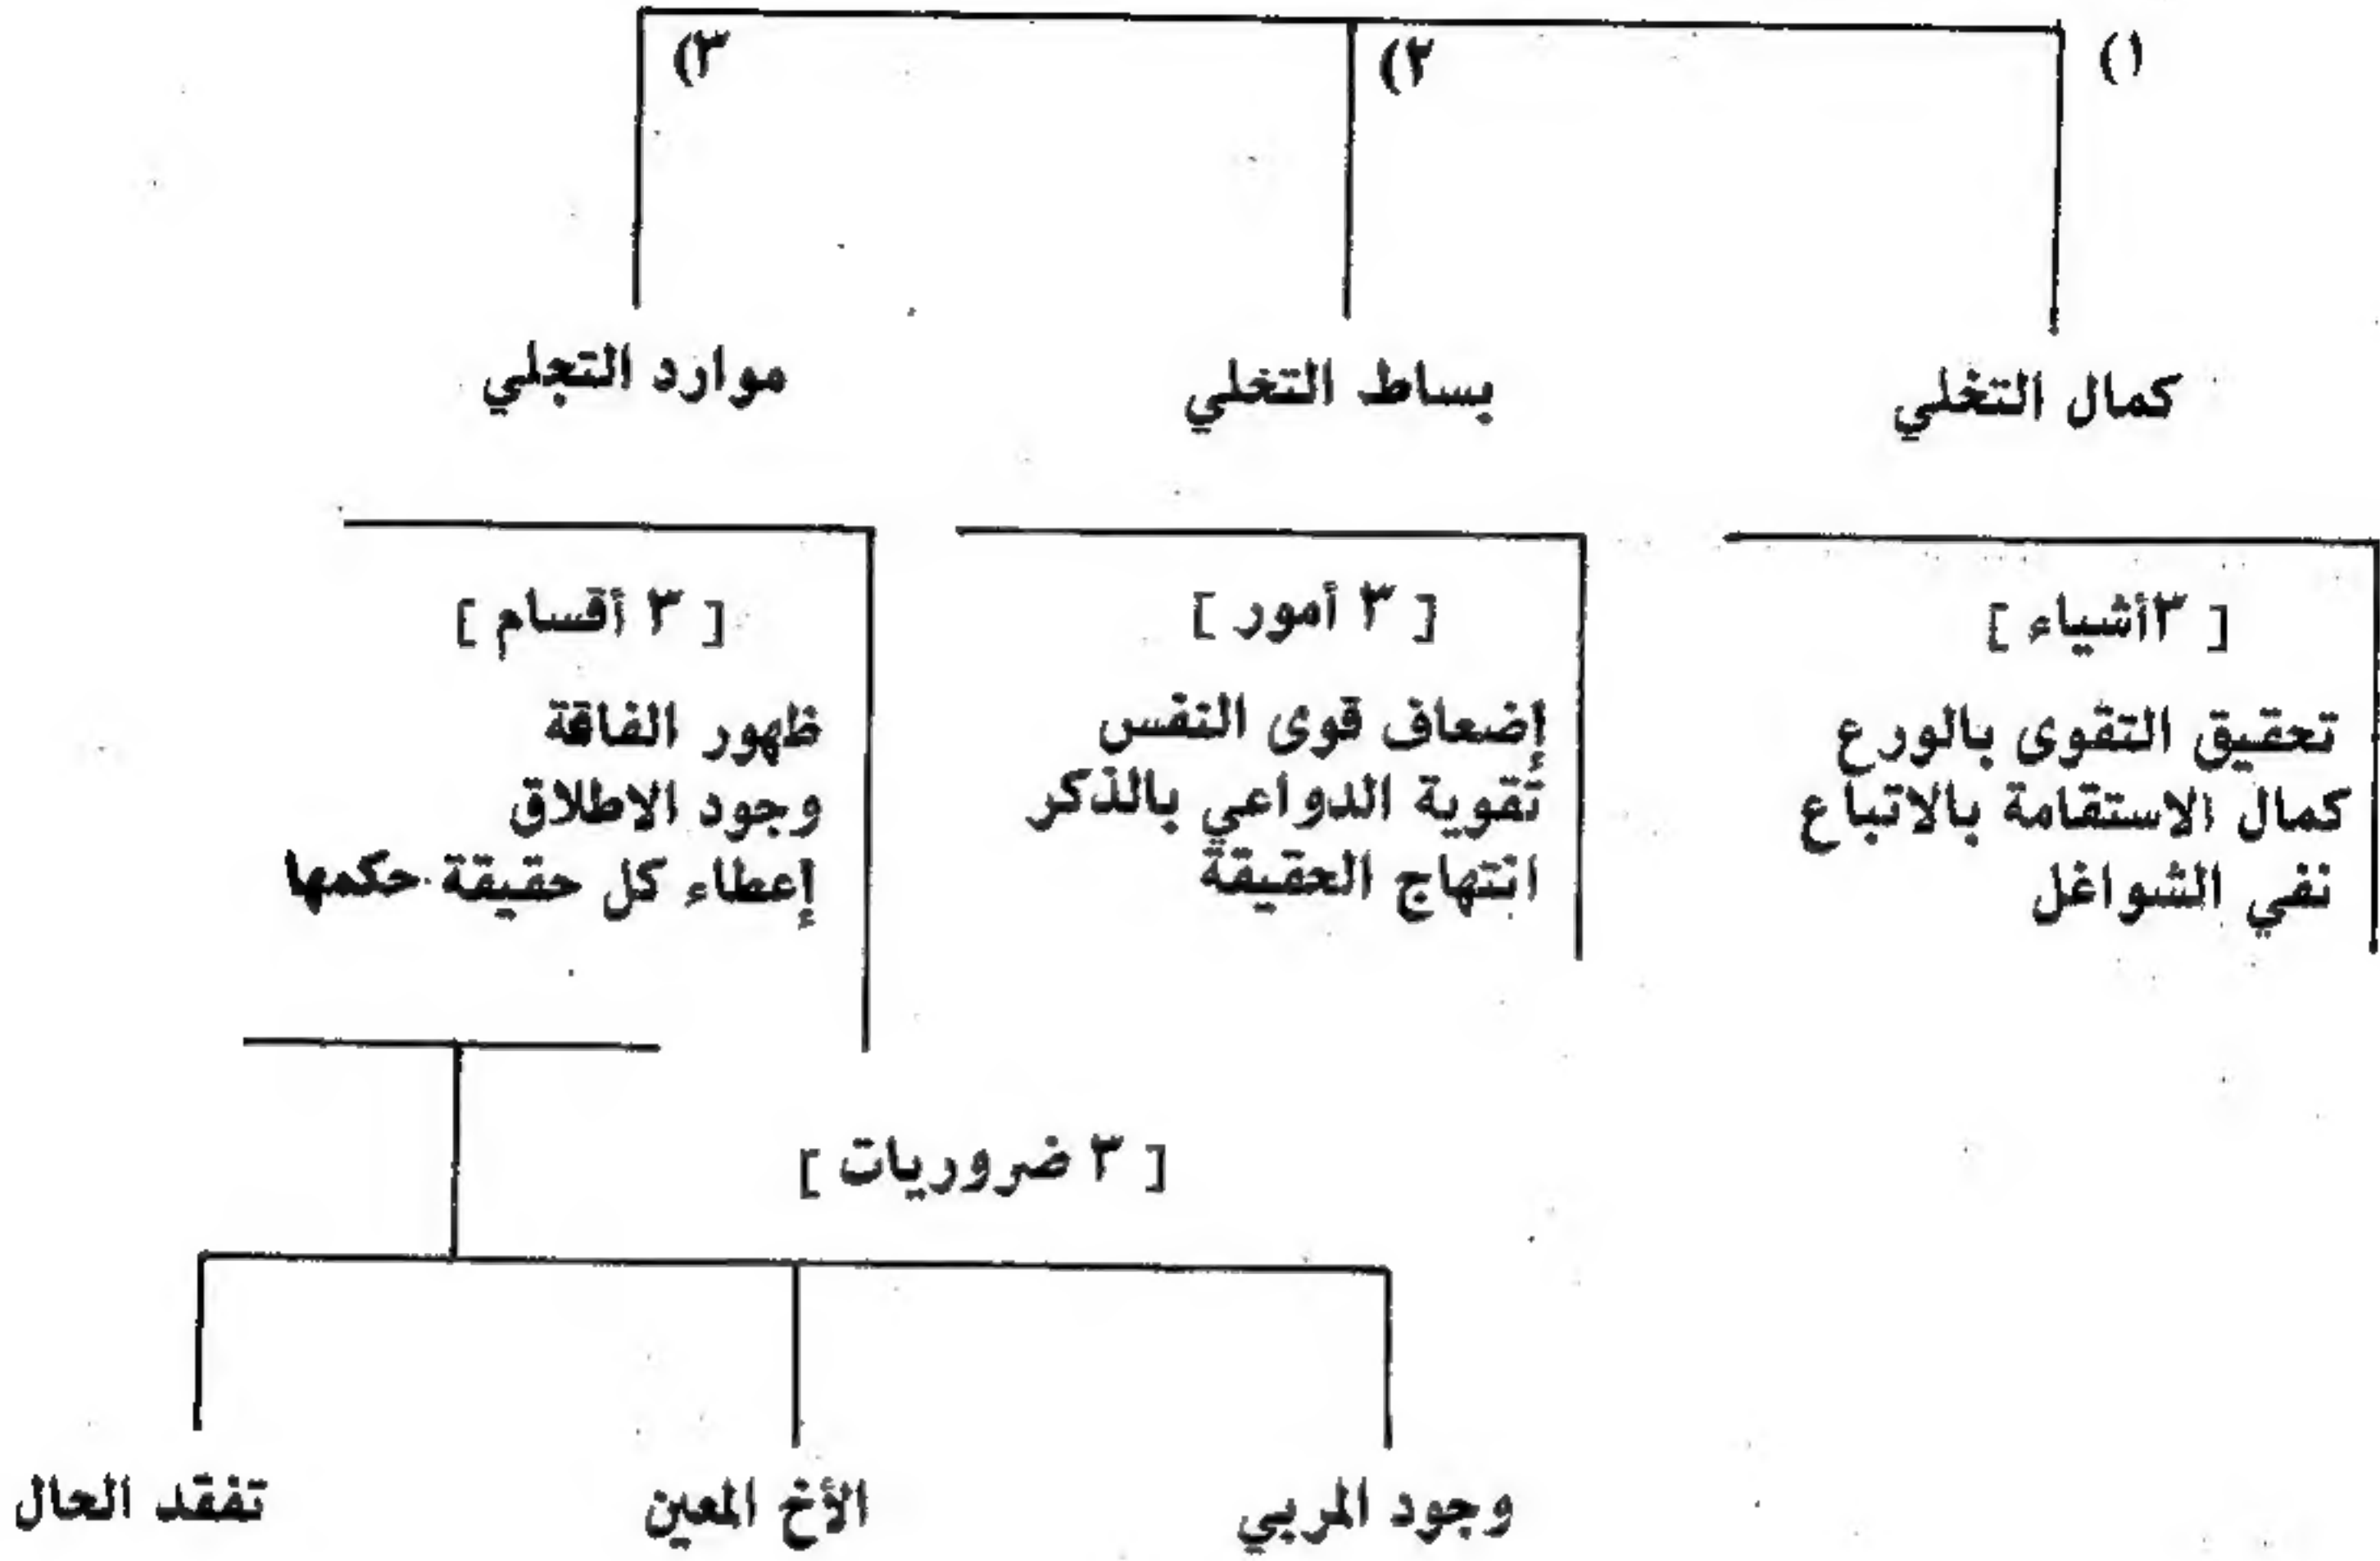 ١)
٢)
٣)
كمال التخلي
بساط التخلي
موارد التجلي
[ ٣أشياء ]
تحقيق التقوى بالورع
كمال الاستقامة بالاتباع
نفي الشواغل
[ ٣ أمور ]
إضعاف قوى النفس
تقوية الدواعي بالذكر
انتهاج الحقيقة
[ ٣ أقسام ]
ظهور الفاقة
وجود الاطلاق
إعطاء كل حقيقة حكمها
[ ٣ ضروريات ]
وجود المربي
الأخ المعين
تفقد الحال